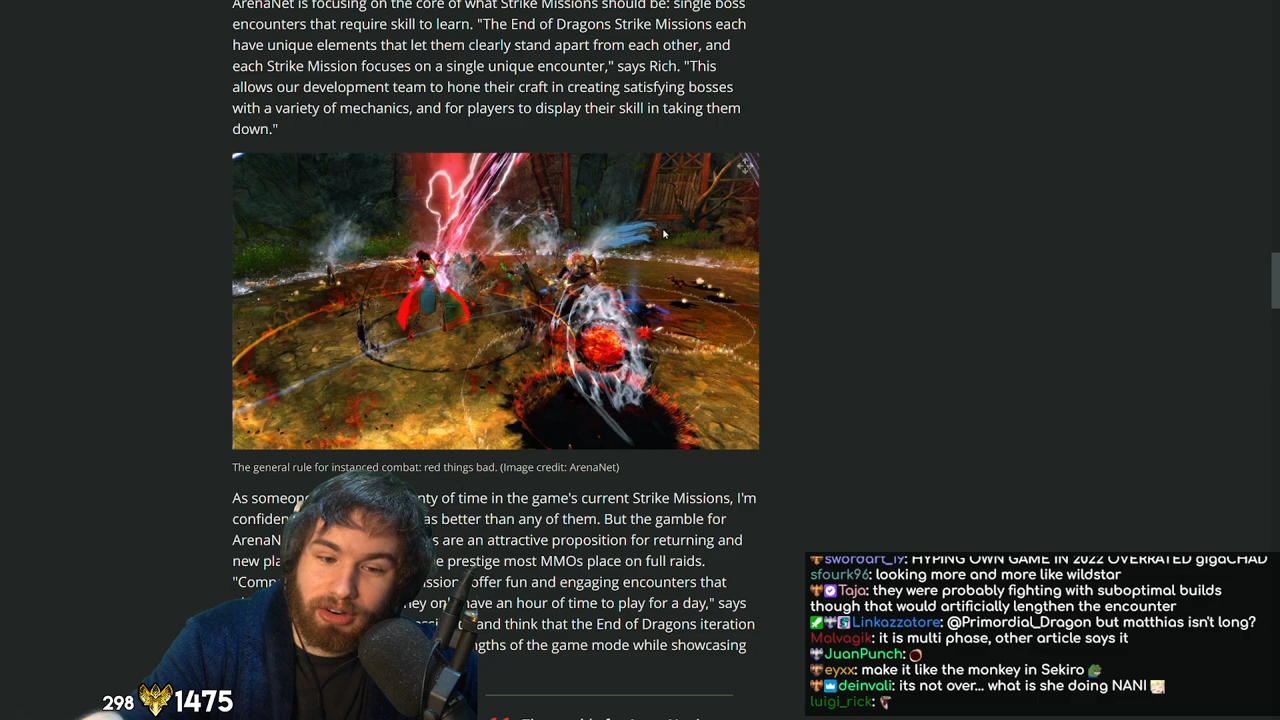 ArenaNet is focusing on the core of what Strike Missions should be: single boss
encounters that require skill to learn. "The End of Dragons Strike Missions each
have unique elements that let them clearly stand apart from each other, and
each Strike Mission focuses on a single unique encounter," says Rich. "This
allows our development team to hone their craft in creating satisfying bosses
with a variety of mechanics, and for players to display their skill in taking them
down."
The general rule for instanced combat: red things bad. (Image credit: ArenaNet)
As someone nty of time in the game's current Strike Missions, I'm
confiden as better than any of them. But the gamble for
ArenaN s are an attractive proposition for returning and
new pla e prestige most MMOs place on full raids.
"Comp ission offer fun and engaging encounters that
hey on have an hour of time to play for a day," says
and think that the End of Dragons iteration
ngths of the game mode while showcasing
298 1475
swordart_19: HYPING OWN GAME IN 2022 OVERRATED gigaCHAD
sfourk96: looking more and more like wildstar
Taja: they were probably fighting with suboptimal builds
though that would artificially lengthen the encounter
Linkazzatore: @Primordial_Dragon but matthias isn't long?
Malvagik: it is multi phase, other article says it
JuanPunch:
eyxx: make it like the monkey in Sekiro
deinvali: its not over... what is she doing NANI
luigi_rick: